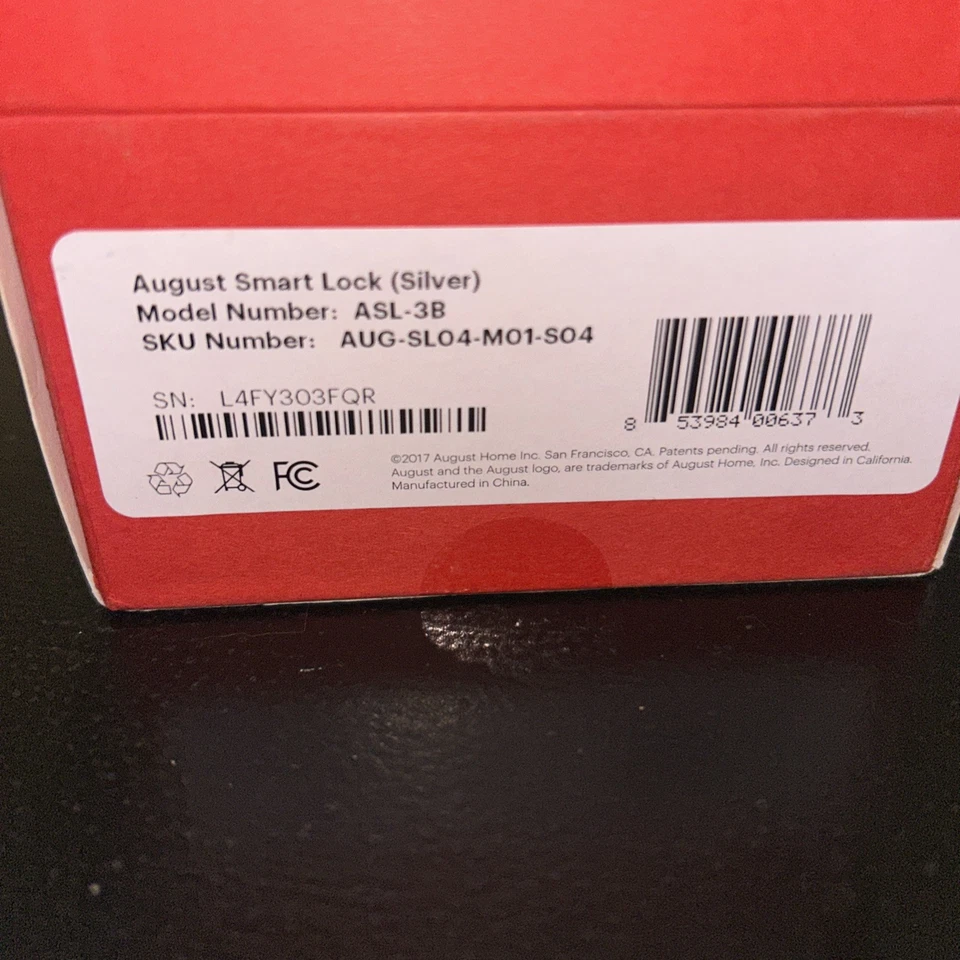 August Smart Lock (Silver)
Model Number: ASL-3B
SKU Number: AUG-SL04-M01-S04
SN: L4FY303FQR
8 53984 00637 3
FC
©2017 August Home Inc. San Francisco, CA. Patents pending. All rights reserved.
August and the August logo, are trademarks of August Home, Inc. Designed in California.
Manufactured in China.